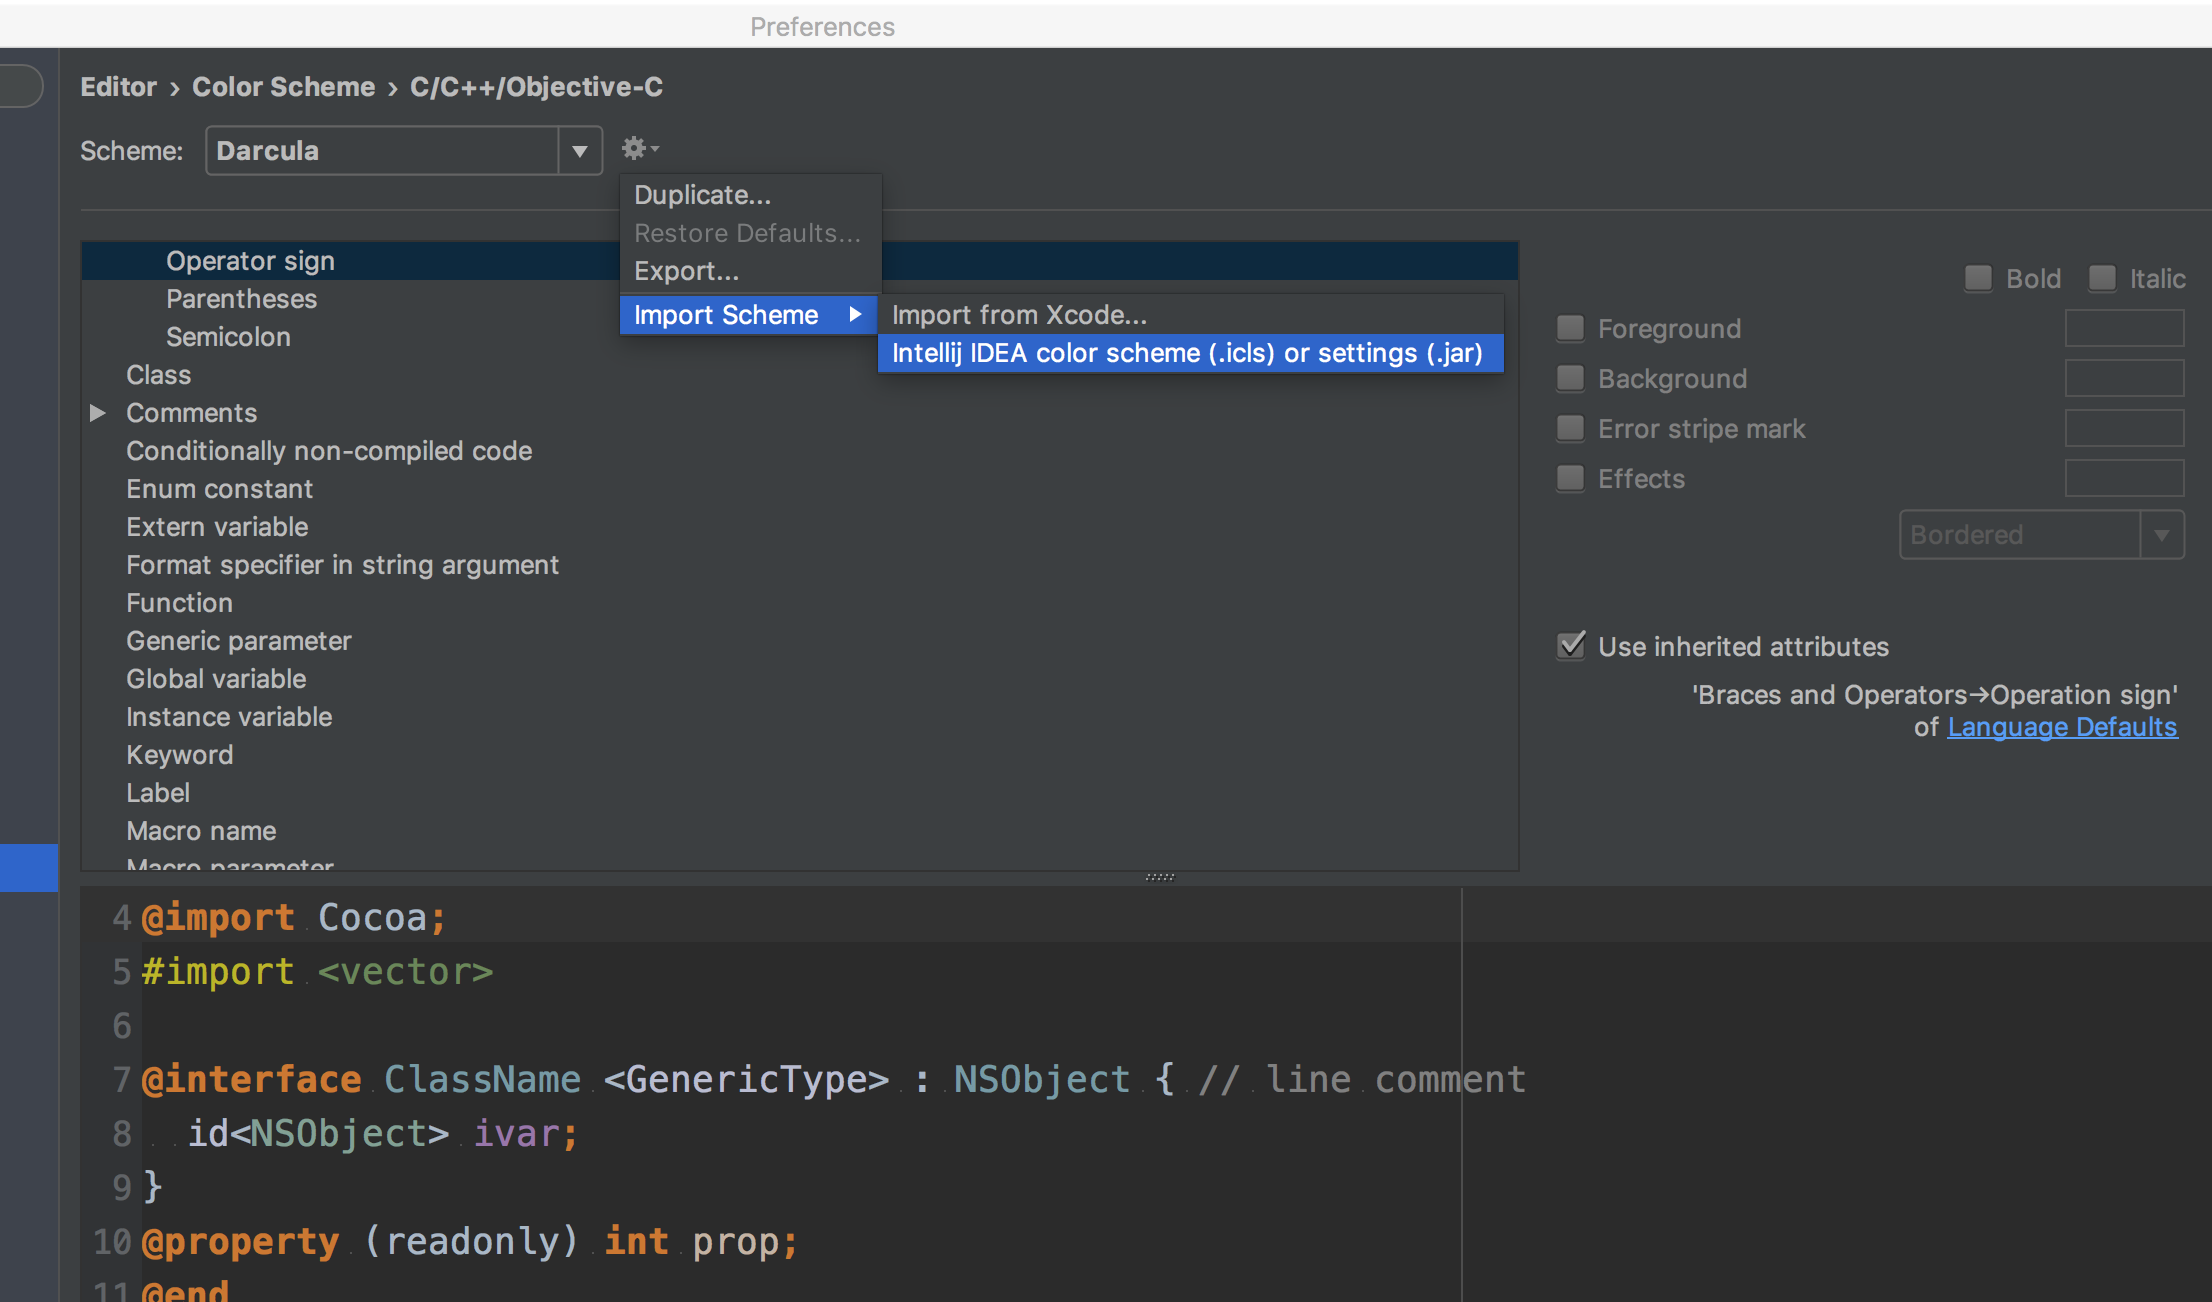 Preferences
Editor › Color Scheme › C/C++/Objective-C
Scheme: Darcula
Duplicate...
Restore Defaults...
Export...
Import Scheme
Import from Xcode...
Intellij IDEA color scheme (.icls) or settings (.jar)
Operator sign
Parentheses
Semicolon
Class
Comments
Conditionally non-compiled code
Enum constant
Extern variable
Format specifier in string argument
Function
Generic parameter
Global variable
Instance variable
Keyword
Label
Macro name
Macro parameter
Bold Italic
Foreground
Background
Error stripe mark
Effects
Bordered
Use inherited attributes
'Braces and Operators→Operation sign'
of Language Defaults
4 @import Cocoa;
5 #import <vector>
6
7 @interface ClassName <GenericType> : NSObject { // line comment
8 id<NSObject> ivar;
9 }
10 @property (readonly) int prop;
11 @end